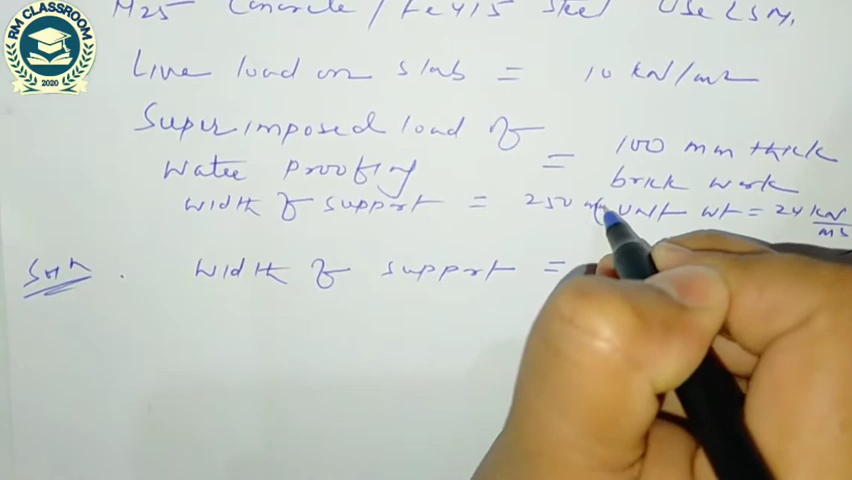 RM CLASSROOM
2020
M25 Concrete / Fe415 Steel Use LSM.
Live load on slab = 10 kN/m2
Superimposed load of
water proofing = 100 mm thick
brick work
width of support = 250 of unit wt = 24 kN/m3
Soln. width of support =